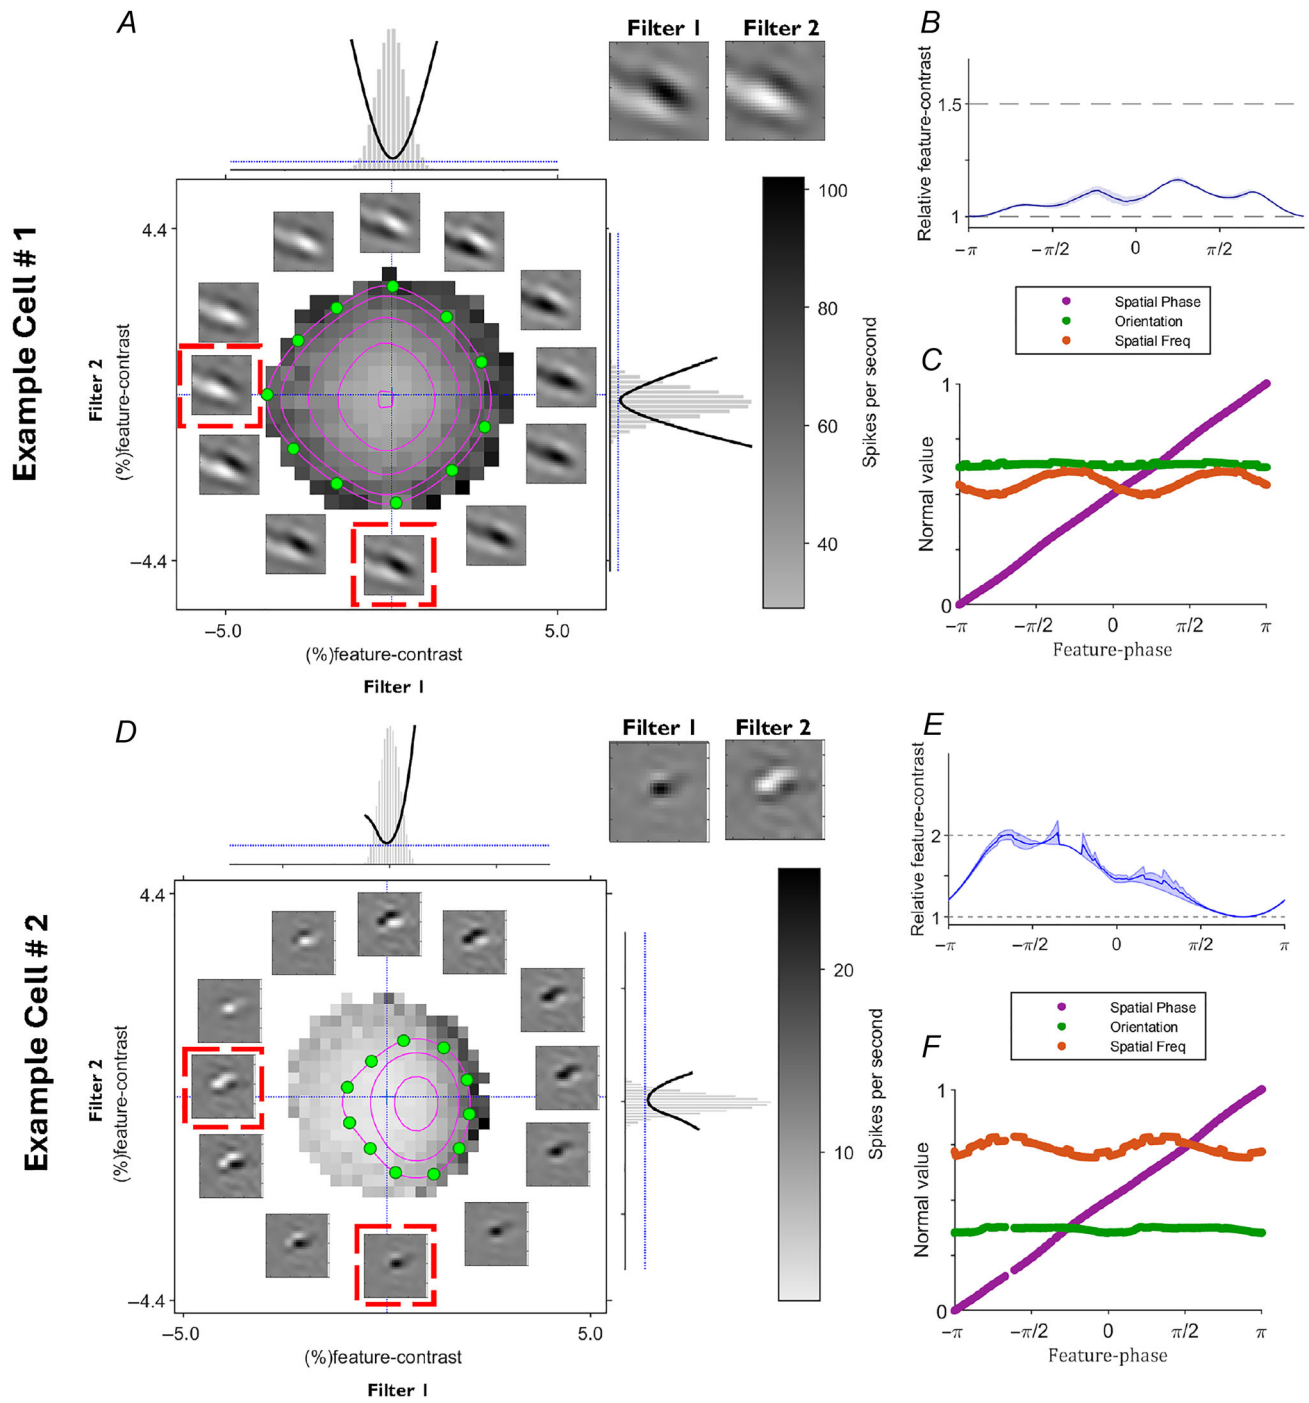 A
Filter 1 Filter 2
B
Example Cell # 1
4.4
−4.4
Filter 2
(%)feature-contrast
−5.0 5.0
(%)feature-contrast
Filter 1
100
80
60
40
Spikes per second
Relative feature-contrast
1.5
1
−π −π/2 0 π/2
Spatial Phase
Orientation
Spatial Freq
C
Normal value
1
0
−π −π/2 0 π/2 π
Feature-phase
D
Filter 1 Filter 2
E
Example Cell # 2
4.4
−4.4
Filter 2
(%)feature-contrast
−5.0 5.0
(%)feature-contrast
Filter 1
20
10
Spikes per second
Relative feature-contrast
2
1
−π −π/2 0 π/2 π
Spatial Phase
Orientation
Spatial Freq
F
Normal value
1
0
−π −π/2 0 π/2 π
Feature-phase